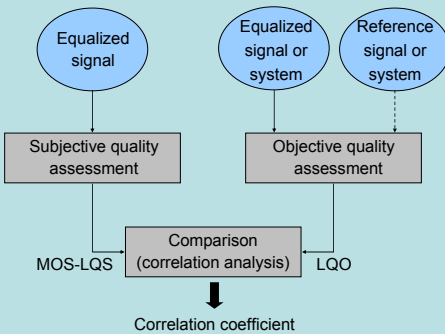 Equalized
signal
Equalized
signal or
system
Reference
signal or
system
Subjective quality
assessment
Objective quality
assessment
Comparison
(correlation analysis)
MOS-LQS
LQO
Correlation coefficient